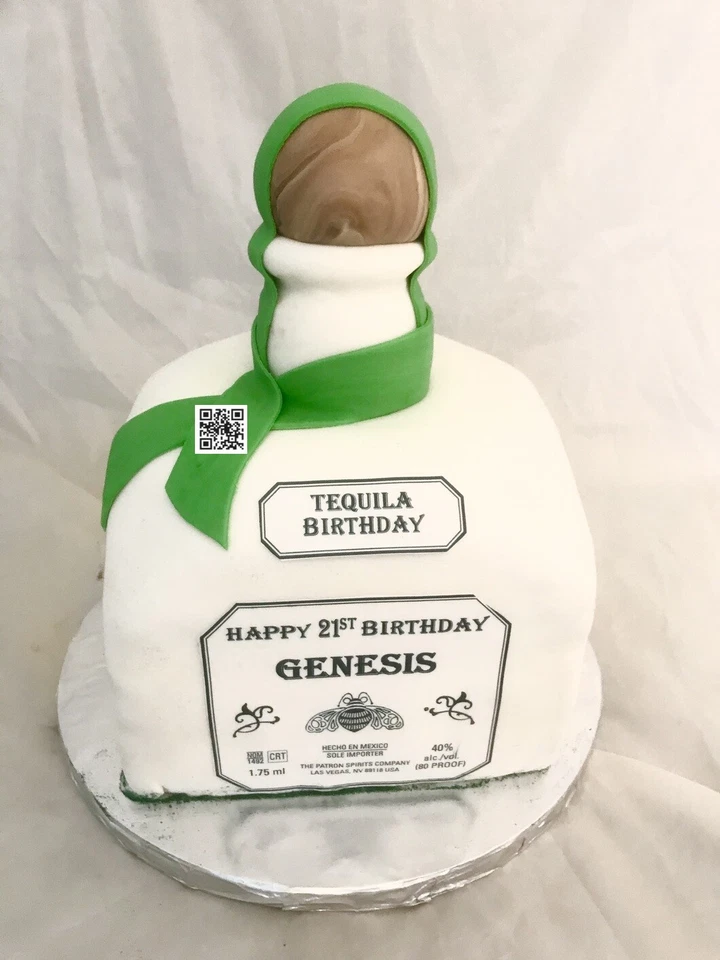 TEQUILA
BIRTHDAY
HAPPY 21ST BIRTHDAY
GENESIS
NOM
1492
CRT
1.75 ml
HECHO EN MEXICO
SOLE IMPORTER
THE PATRON SPIRITS COMPANY
LAS VEGAS, NV 89118 USA
40%
alc./vol.
(80 PROOF)